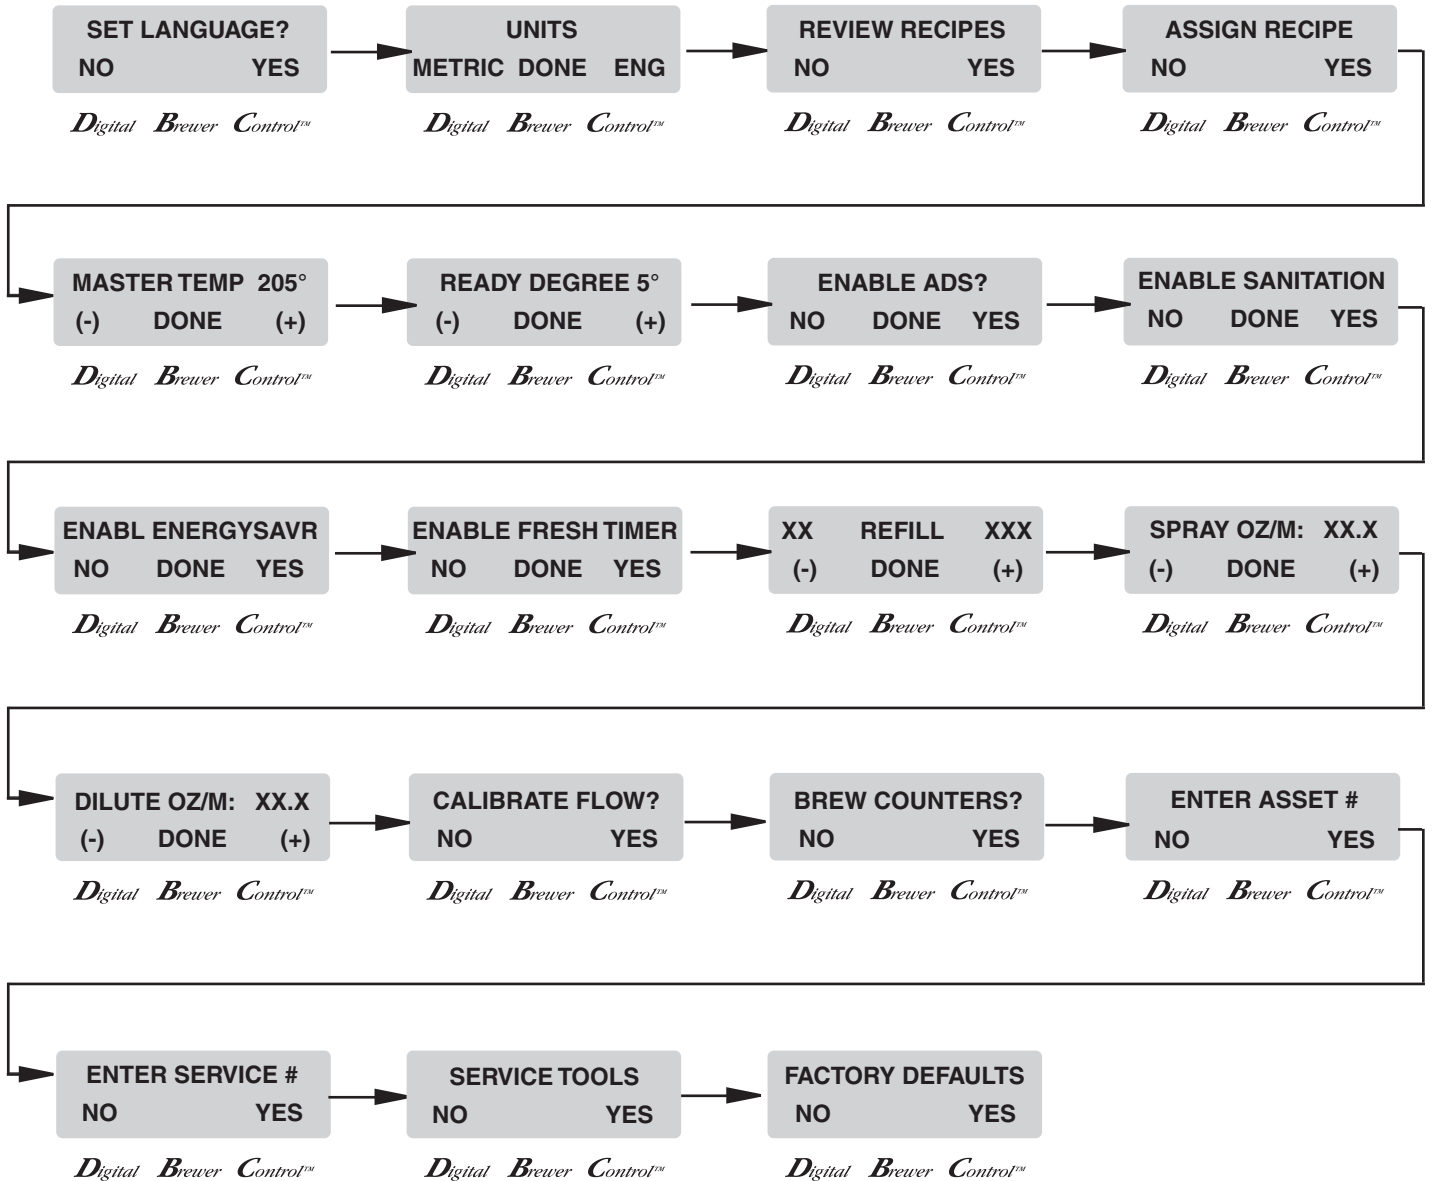 SET LANGUAGE?
NO YES
Digital Brewer Control™
UNITS
METRIC DONE ENG
Digital Brewer Control™
REVIEW RECIPES
NO YES
Digital Brewer Control™
ASSIGN RECIPE
NO YES
Digital Brewer Control™
MASTER TEMP 205°
(-) DONE (+)
Digital Brewer Control™
READY DEGREE 5°
(-) DONE (+)
Digital Brewer Control™
ENABLE ADS?
NO DONE YES
Digital Brewer Control™
ENABLE SANITATION
NO DONE YES
Digital Brewer Control™
ENABL ENERGYSAVR
NO DONE YES
Digital Brewer Control™
ENABLE FRESH TIMER
NO DONE YES
Digital Brewer Control™
XX REFILL XXX
(-) DONE (+)
Digital Brewer Control™
SPRAY OZ/M: XX.X
(-) DONE (+)
Digital Brewer Control™
DILUTE OZ/M: XX.X
(-) DONE (+)
Digital Brewer Control™
CALIBRATE FLOW?
NO YES
Digital Brewer Control™
BREW COUNTERS?
NO YES
Digital Brewer Control™
ENTER ASSET #
NO YES
Digital Brewer Control™
ENTER SERVICE #
NO YES
Digital Brewer Control™
SERVICE TOOLS
NO YES
Digital Brewer Control™
FACTORY DEFAULTS
NO YES
Digital Brewer Control™